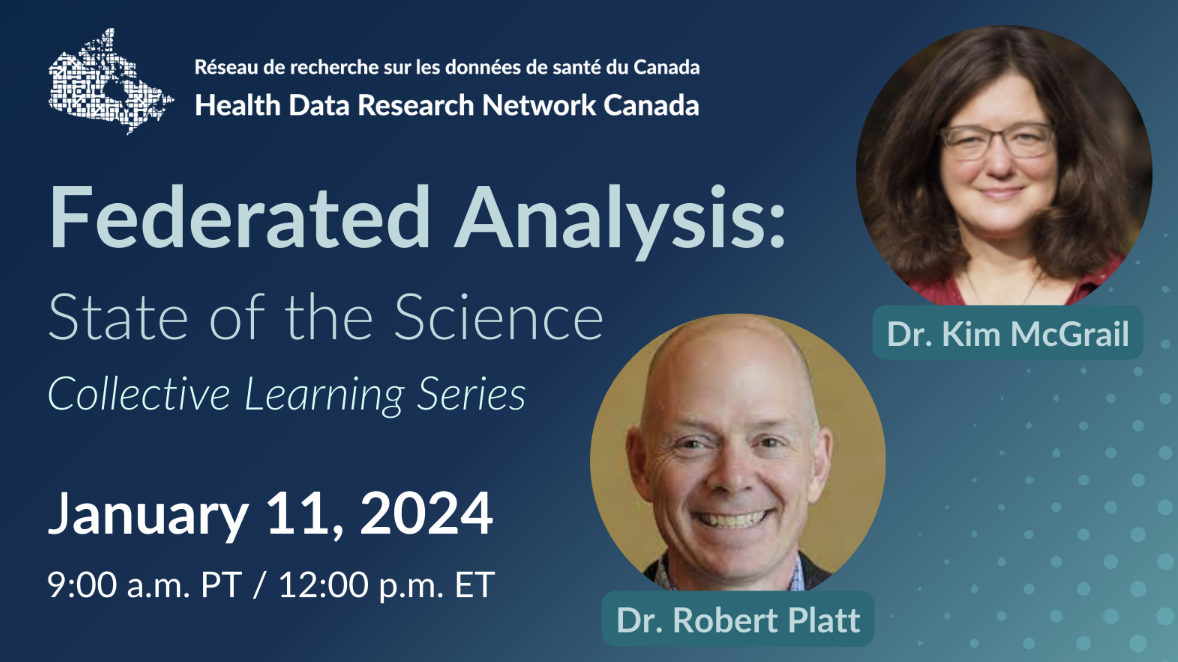 Réseau de recherche sur les données de santé du Canada
Health Data Research Network Canada
Federated Analysis:
State of the Science
Collective Learning Series
January 11, 2024
9:00 a.m. PT / 12:00 p.m. ET
Dr. Kim McGrail
Dr. Robert Platt